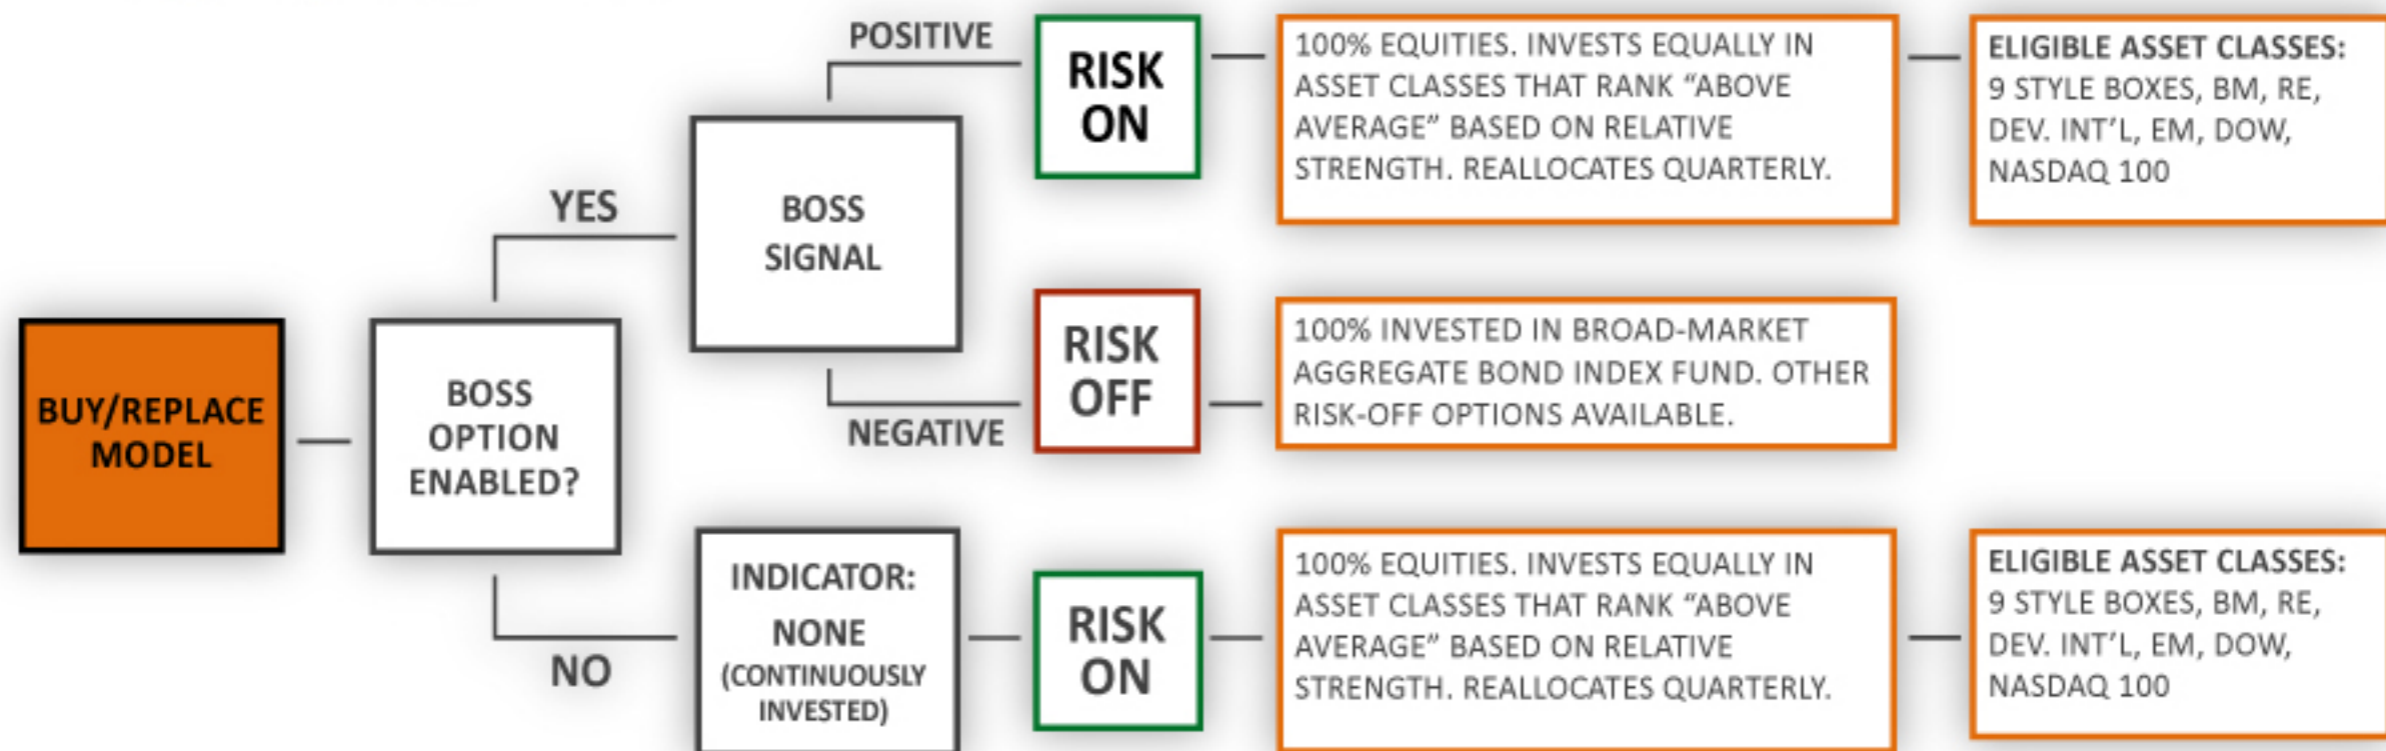 BUY/REPLACE
MODEL
BOSS
OPTION
ENABLED?
YES
BOSS
SIGNAL
POSITIVE
RISK
ON
100% EQUITIES. INVESTS EQUALLY IN
ASSET CLASSES THAT RANK “ABOVE
AVERAGE” BASED ON RELATIVE
STRENGTH. REALLOCATES QUARTERLY.
ELIGIBLE ASSET CLASSES:
9 STYLE BOXES, BM, RE,
DEV. INT’L, EM, DOW,
NASDAQ 100
NEGATIVE
RISK
OFF
100% INVESTED IN BROAD-MARKET
AGGREGATE BOND INDEX FUND. OTHER
RISK-OFF OPTIONS AVAILABLE.
NO
INDICATOR:
NONE
(CONTINUOUSLY
INVESTED)
RISK
ON
100% EQUITIES. INVESTS EQUALLY IN
ASSET CLASSES THAT RANK “ABOVE
AVERAGE” BASED ON RELATIVE
STRENGTH. REALLOCATES QUARTERLY.
ELIGIBLE ASSET CLASSES:
9 STYLE BOXES, BM, RE,
DEV. INT’L, EM, DOW,
NASDAQ 100